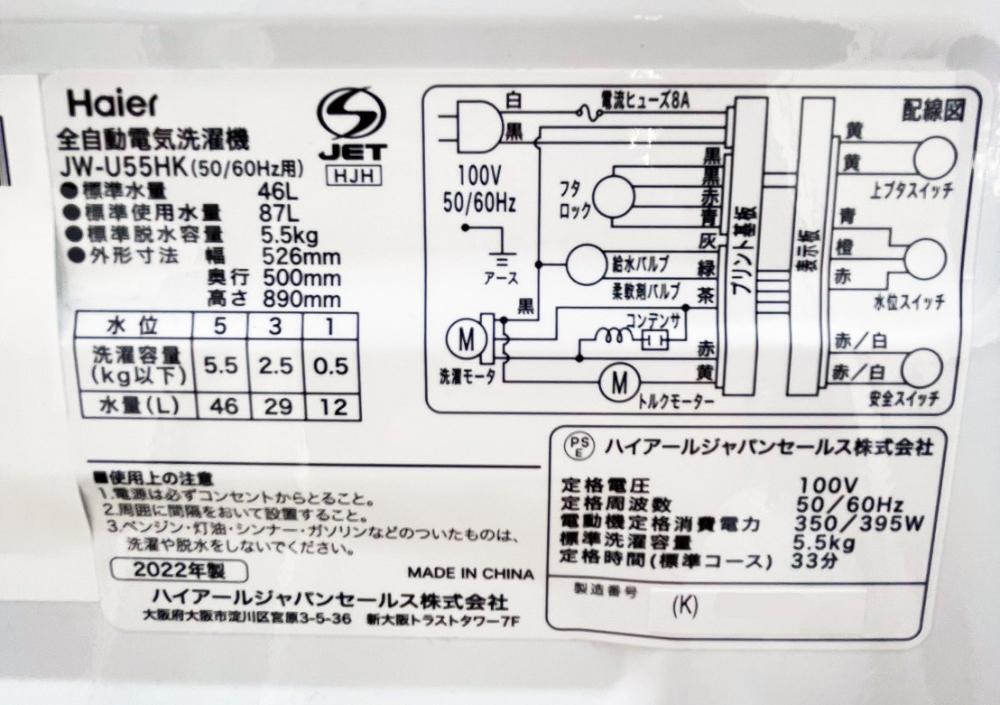 Haier
全自動電気洗濯機
JW-U55HK(50/60Hz用)
JET
HJH
●標準水量 46L
●標準使用水量 87L
●標準脱水容量 5.5kg
●外形寸法 幅 526mm
奥行 500mm
高さ 890mm
水位 5 3 1
洗濯容量(kg以下) 5.5 2.5 0.5
水量(L) 46 29 12
配線図
白
電流ヒューズ8A
黒
100V
50/60Hz
アース
フタロック
黒
黒
赤
青
灰
給水バルブ
緑
柔軟剤バルブ
茶
黒
コンデンサ
M
洗濯モータ
赤
黄
M
トルクモーター
プリント基板
表示板
黄
黄
上ブタスイッチ
青
橙
赤
水位スイッチ
赤/白
赤/白
安全スイッチ
■使用上の注意
1.電源は必ずコンセントからとること。
2.周囲に間隔をおいて設置すること。
3.ベンジン・灯油・シンナー・ガソリンなどのついたものは、
洗濯や脱水をしないでください。
2022年製
MADE IN CHINA
ハイアールジャパンセールス株式会社
大阪府大阪市淀川区宮原3-5-36 新大阪トラストタワー7F
PSE ハイアールジャパンセールス株式会社
定格電圧 100V
定格周波数 50/60Hz
電動機定格消費電力 350/395W
標準洗濯容量 5.5kg
定格時間(標準コース) 33分
製造番号
(K)